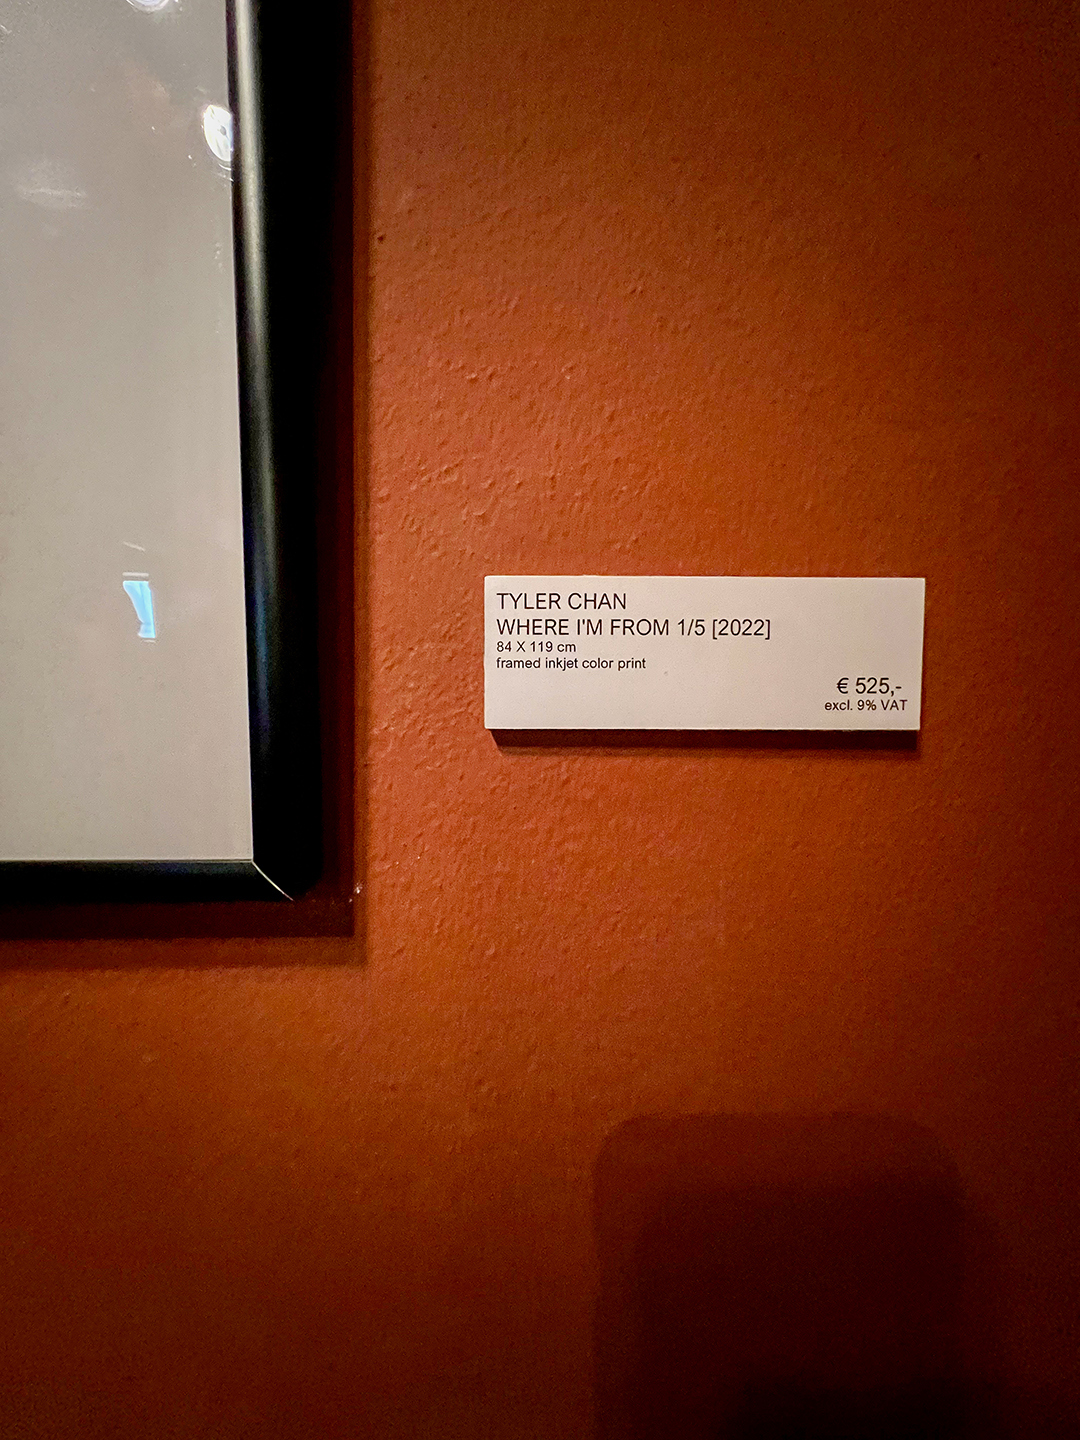 TYLER CHAN
WHERE I'M FROM 1/5 [2022]
84 X 119 cm
framed inkjet color print
€ 525,-
excl. 9% VAT